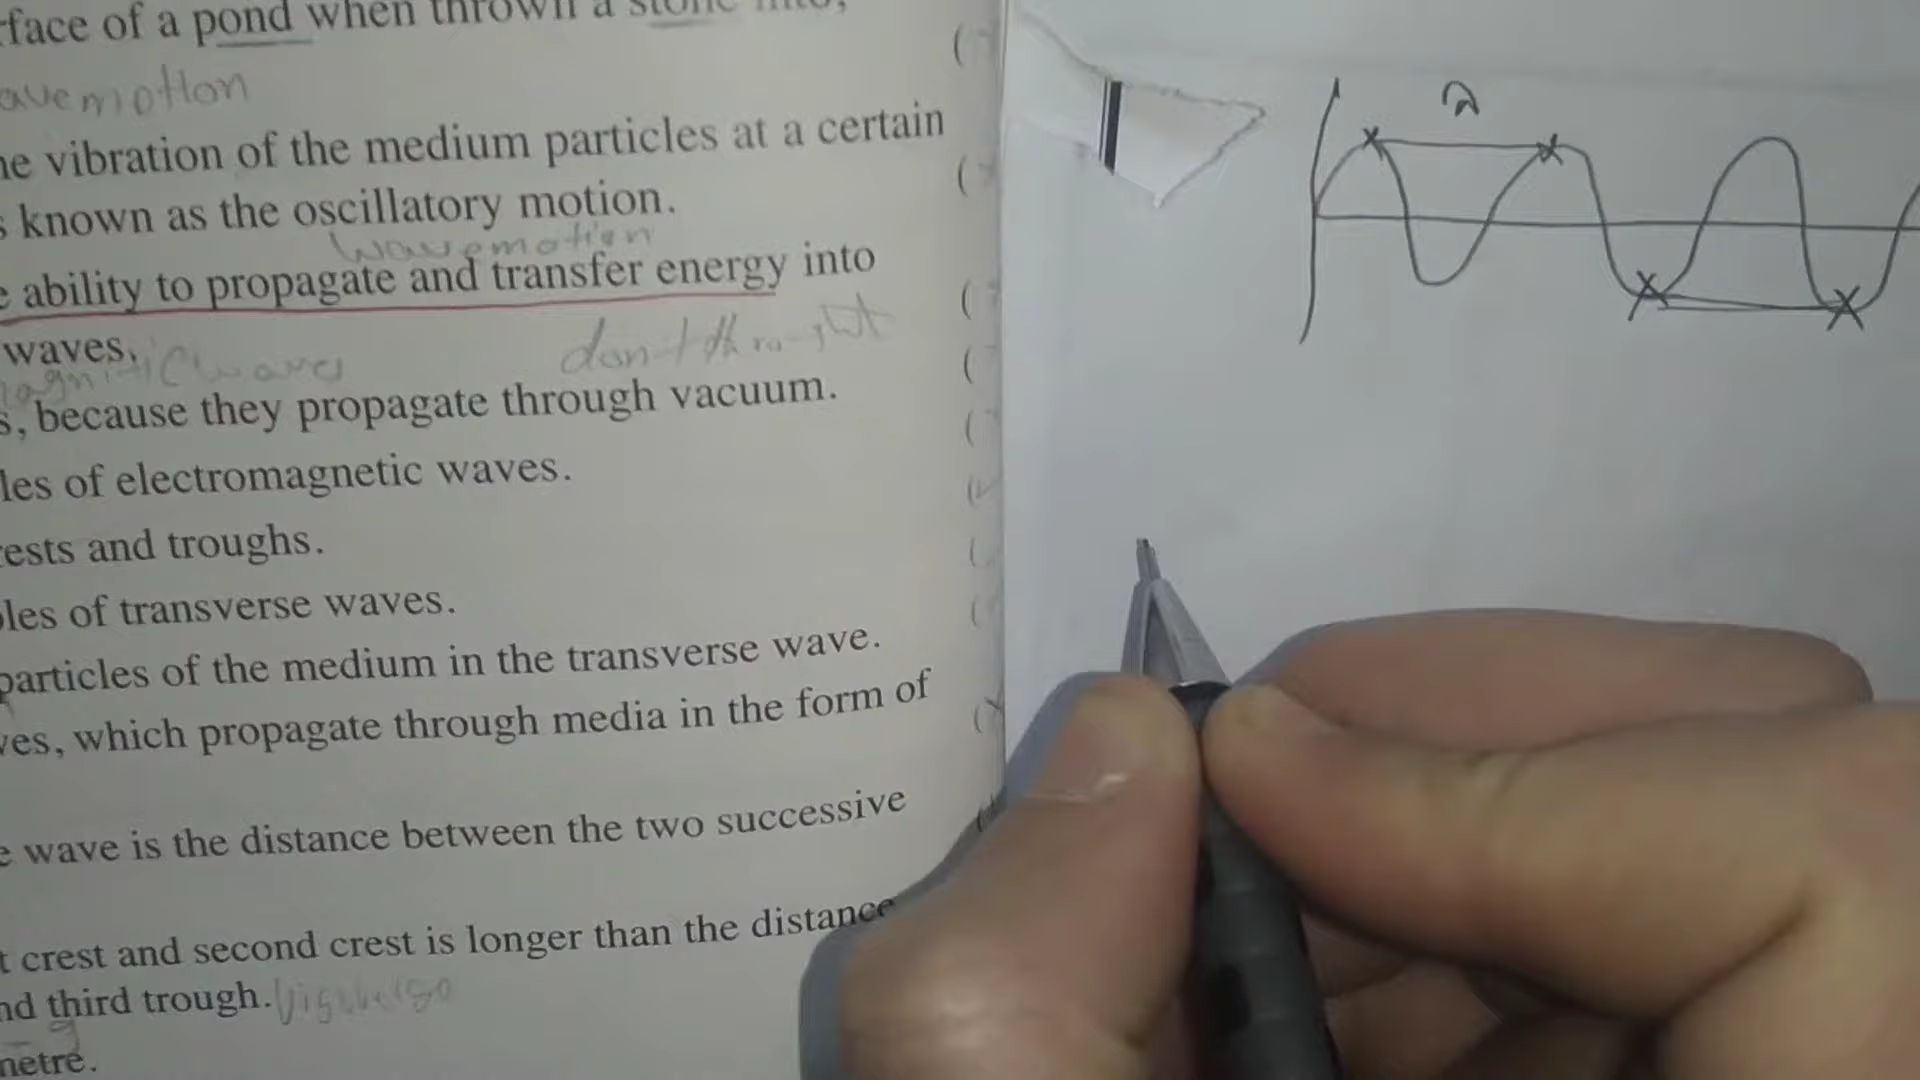 face of a pond when thrown a stone into,
ave motion
he vibration of the medium particles at a certain
s known as the oscillatory motion.
wave motion
e ability to propagate and transfer energy into
waves.
s, because they propagate through vacuum.
les of electromagnetic waves.
rests and troughs.
les of transverse waves.
particles of the medium in the transverse wave.
ves, which propagate through media in the form of
e wave is the distance between the two successive
t crest and second crest is longer than the distance
nd third trough.
metre.
λ